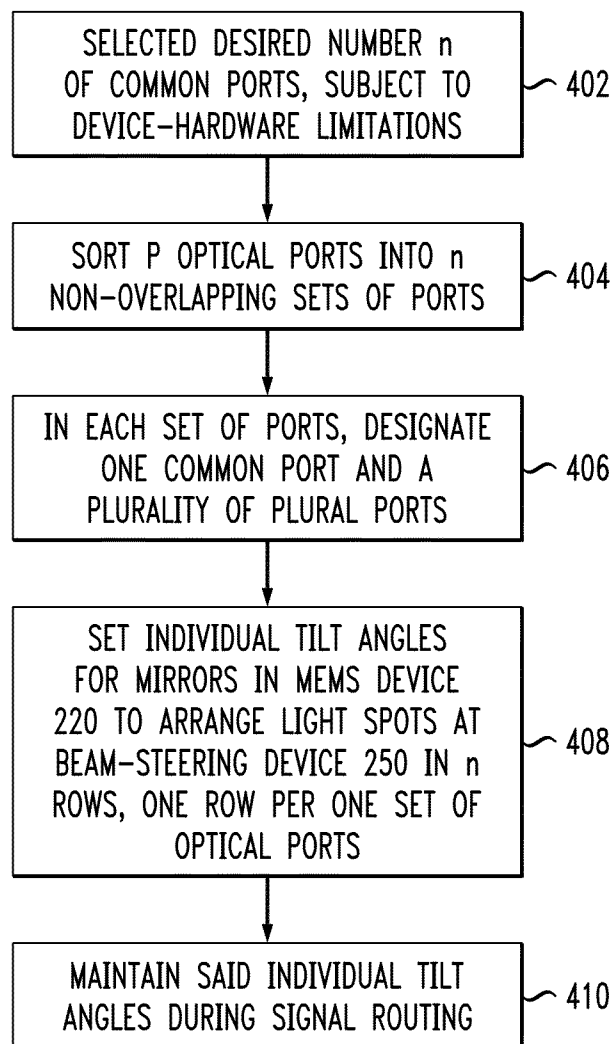 SELECTED DESIRED NUMBER n
OF COMMON PORTS, SUBJECT TO
DEVICE-HARDWARE LIMITATIONS
402
SORT P OPTICAL PORTS INTO n
NON-OVERLAPPING SETS OF PORTS
404
IN EACH SET OF PORTS, DESIGNATE
ONE COMMON PORT AND A
PLURALITY OF PLURAL PORTS
406
SET INDIVIDUAL TILT ANGLES
FOR MIRRORS IN MEMS DEVICE
220 TO ARRANGE LIGHT SPOTS AT
BEAM-STEERING DEVICE 250 IN n
ROWS, ONE ROW PER ONE SET OF
OPTICAL PORTS
408
MAINTAIN SAID INDIVIDUAL TILT
ANGLES DURING SIGNAL ROUTING
410